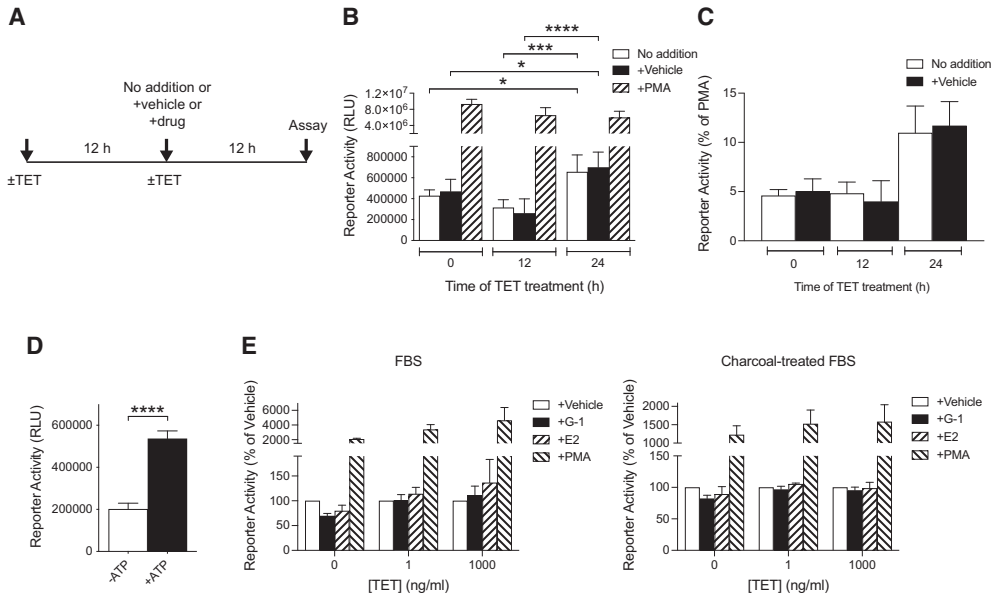 A
No addition or
+vehicle or
+drug
Assay
12 h
12 h
±TET
±TET
B
****
***
*
*
No addition
+Vehicle
+PMA
Reporter Activity (RLU)
1.2×10⁷
8.0×10⁶
4.0×10⁶
800000
600000
400000
200000
0
0
12
24
Time of TET treatment (h)
C
No addition
+Vehicle
Reporter Activity (% of PMA)
15
10
5
0
0
12
24
Time of TET treatment (h)
D
****
Reporter Activity (RLU)
600000
400000
200000
0
-ATP
+ATP
E
FBS
Reporter Activity (% of Vehicle)
6000
4000
2000
150
100
50
0
0
1
1000
[TET] (ng/ml)
+Vehicle
+G-1
+E2
+PMA
Charcoal-treated FBS
Reporter Activity (% of Vehicle)
2000
1500
1000
150
100
50
0
0
1
1000
[TET] (ng/ml)
+Vehicle
+G-1
+E2
+PMA